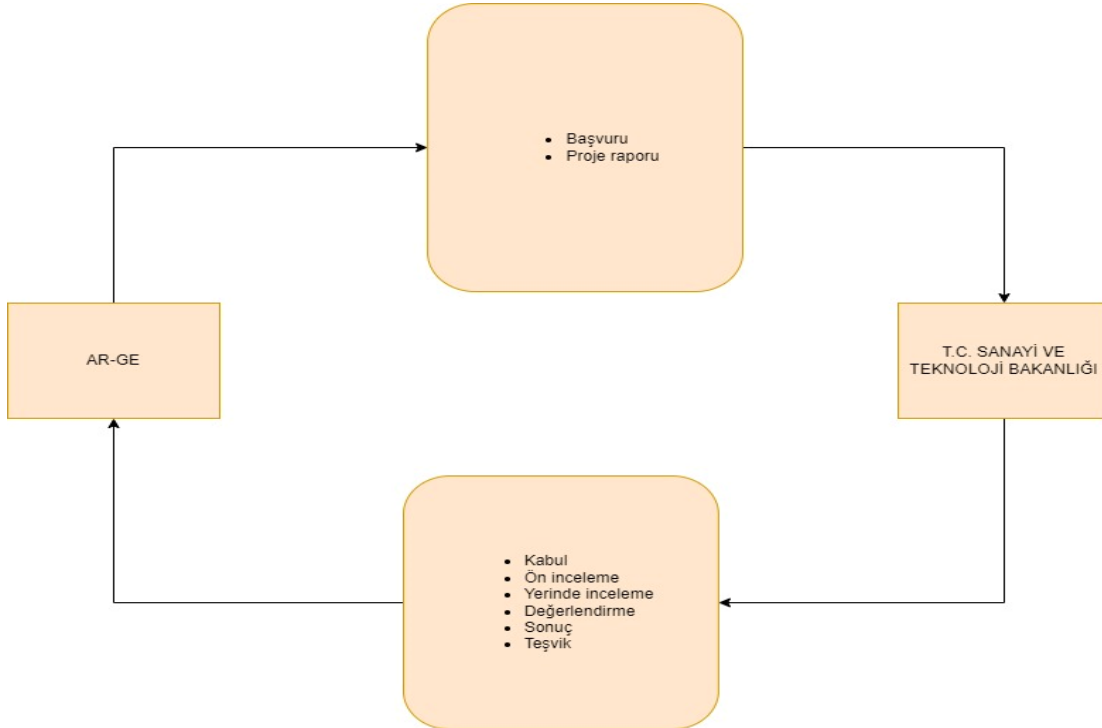 • Başvuru
• Proje raporu
AR-GE
T.C. SANAYİ VE
TEKNOLOJİ BAKANLIĞI
• Kabul
• Ön inceleme
• Yerinde inceleme
• Değerlendirme
• Sonuç
• Teşvik